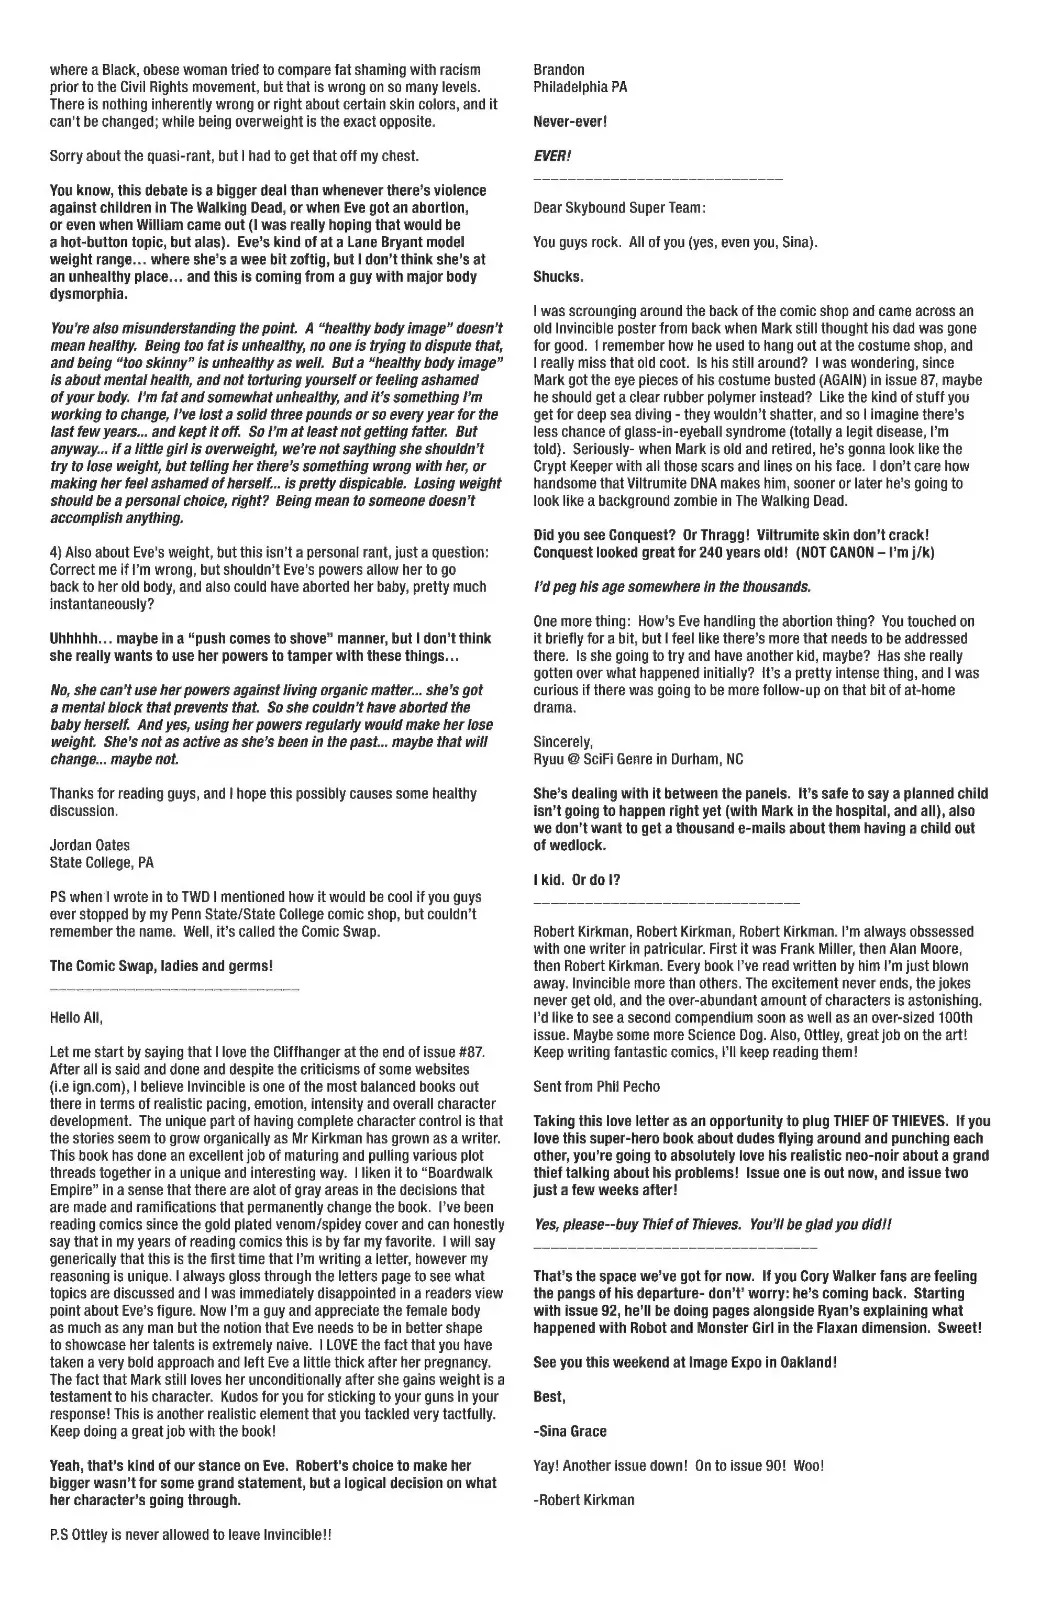 where a Black, obese woman tried to compare fat shaming with racism
prior to the Civil Rights movement, but that is wrong on so many levels.
There is nothing inherently wrong or right about certain skin colors, and it
can't be changed; while being overweight is the exact opposite.
Sorry about the quasi-rant, but I had to get that off my chest.
You know, this debate is a bigger deal than whenever there's violence
against children in The Walking Dead, or when Eve got an abortion,
or even when William came out (I was really hoping that would be
a hot-button topic, but alas).  Eve's kind of at a Lane Bryant model
weight range... where she's a wee bit zoftig, but I don't think she's at
an unhealthy place... and this is coming from a guy with major body
dysmorphia.
You're also misunderstanding the point.  A “healthy body image” doesn't
mean healthy.  Being too fat is unhealthy, no one is trying to dispute that,
and being “too skinny” is unhealthy as well.  But a “healthy body image”
is about mental health, and not torturing yourself or feeling ashamed
of your body.  I'm fat and somewhat unhealthy, and it's something I'm
working to change, I've lost a solid three pounds or so every year for the
last few years... and kept it off.  So I'm at least not getting fatter.  But
anyway... if a little girl is overweight, we're not saything she shouldn't
try to lose weight, but telling her there's something wrong with her, or
making her feel ashamed of herself... is pretty dispicable.  Losing weight
should be a personal choice, right?  Being mean to someone doesn't
accomplish anything.
4) Also about Eve's weight, but this isn't a personal rant, just a question:
Correct me if I'm wrong, but shouldn't Eve's powers allow her to go
back to her old body, and also could have aborted her baby, pretty much
instantaneously?
Uhhhhh... maybe in a “push comes to shove” manner, but I don't think
she really wants to use her powers to tamper with these things...
No, she can't use her powers against living organic matter... she's got
a mental block that prevents that.  So she couldn't have aborted the
baby herself.  And yes, using her powers regularly would make her lose
weight.  She's not as active as she's been in the past... maybe that will
change... maybe not.
Thanks for reading guys, and I hope this possibly causes some healthy
discussion.
Jordan Oates
State College, PA
PS when I wrote in to TWD I mentioned how it would be cool if you guys
ever stopped by my Penn State/State College comic shop, but couldn't
remember the name.  Well, it's called the Comic Swap.
The Comic Swap, ladies and germs!
_____________________________
Hello All,
Let me start by saying that I love the Cliffhanger at the end of issue #87.
After all is said and done and despite the criticisms of some websites
(i.e ign.com), I believe Invincible is one of the most balanced books out
there in terms of realistic pacing, emotion, intensity and overall character
development.  The unique part of having complete character control is that
the stories seem to grow organically as Mr Kirkman has grown as a writer.
This book has done an excellent job of maturing and pulling various plot
threads together in a unique and interesting way.  I liken it to “Boardwalk
Empire” in a sense that there are alot of gray areas in the decisions that
are made and ramifications that permanently change the book.  I've been
reading comics since the gold plated venom/spidey cover and can honestly
say that in my years of reading comics this is by far my favorite.  I will say
generically that this is the first time that I'm writing a letter, however my
reasoning is unique. I always gloss through the letters page to see what
topics are discussed and I was immediately disappointed in a readers view
point about Eve's figure. Now I'm a guy and appreciate the female body
as much as any man but the notion that Eve needs to be in better shape
to showcase her talents is extremely naive.  I LOVE the fact that you have
taken a very bold approach and left Eve a little thick after her pregnancy.
The fact that Mark still loves her unconditionally after she gains weight is a
testament to his character.  Kudos for you for sticking to your guns in your
response! This is another realistic element that you tackled very tactfully.
Keep doing a great job with the book!
Yeah, that's kind of our stance on Eve.  Robert's choice to make her
bigger wasn't for some grand statement, but a logical decision on what
her character's going through.
P.S Ottley is never allowed to leave Invincible!!
Brandon
Philadelphia PA
Never-ever!
EVER!
_____________________________
Dear Skybound Super Team:
You guys rock.  All of you (yes, even you, Sina).
Shucks.
I was scrounging around the back of the comic shop and came across an
old Invincible poster from back when Mark still thought his dad was gone
for good.  I remember how he used to hang out at the costume shop, and
I really miss that old coot.  Is his still around?  I was wondering, since
Mark got the eye pieces of his costume busted (AGAIN) in issue 87, maybe
he should get a clear rubber polymer instead?  Like the kind of stuff you
get for deep sea diving - they wouldn't shatter, and so I imagine there's
less chance of glass-in-eyeball syndrome (totally a legit disease, I'm
told).  Seriously- when Mark is old and retired, he's gonna look like the
Crypt Keeper with all those scars and lines on his face.  I don't care how
handsome that Viltrumite DNA makes him, sooner or later he's going to
look like a background zombie in The Walking Dead.
Did you see Conquest?  Or Thragg!  Viltrumite skin don't crack!
Conquest looked great for 240 years old!  (NOT CANON – I'm j/k)
I'd peg his age somewhere in the thousands.
One more thing:  How's Eve handling the abortion thing?  You touched on
it briefly for a bit, but I feel like there's more that needs to be addressed
there.  Is she going to try and have another kid, maybe?  Has she really
gotten over what happened initially?  It's a pretty intense thing, and I was
curious if there was going to be more follow-up on that bit of at-home
drama.
Sincerely,
Ryuu @ SciFi Genre in Durham, NC
She's dealing with it between the panels.  It's safe to say a planned child
isn't going to happen right yet (with Mark in the hospital, and all), also
we don't want to get a thousand e-mails about them having a child out
of wedlock.
I kid.  Or do I?
_______________________________
Robert Kirkman, Robert Kirkman, Robert Kirkman. I'm always obssessed
with one writer in patricular. First it was Frank Miller, then Alan Moore,
then Robert Kirkman. Every book I've read written by him I'm just blown
away. Invincible more than others. The excitement never ends, the jokes
never get old, and the over-abundant amount of characters is astonishing.
I'd like to see a second compendium soon as well as an over-sized 100th
issue. Maybe some more Science Dog. Also, Ottley, great job on the art!
Keep writing fantastic comics, I'll keep reading them!
Sent from Phil Pecho
Taking this love letter as an opportunity to plug THIEF OF THIEVES.  If you
love this super-hero book about dudes flying around and punching each
other, you're going to absolutely love his realistic neo-noir about a grand
thief talking about his problems!  Issue one is out now, and issue two
just a few weeks after!
Yes, please--buy Thief of Thieves.  You'll be glad you did!!
_________________________________
That's the space we've got for now.  If you Cory Walker fans are feeling
the pangs of his departure- don't' worry: he's coming back.  Starting
with issue 92, he'll be doing pages alongside Ryan's explaining what
happened with Robot and Monster Girl in the Flaxan dimension.  Sweet!
See you this weekend at Image Expo in Oakland!
Best,
-Sina Grace
Yay! Another issue down!  On to issue 90!  Woo!
-Robert Kirkman